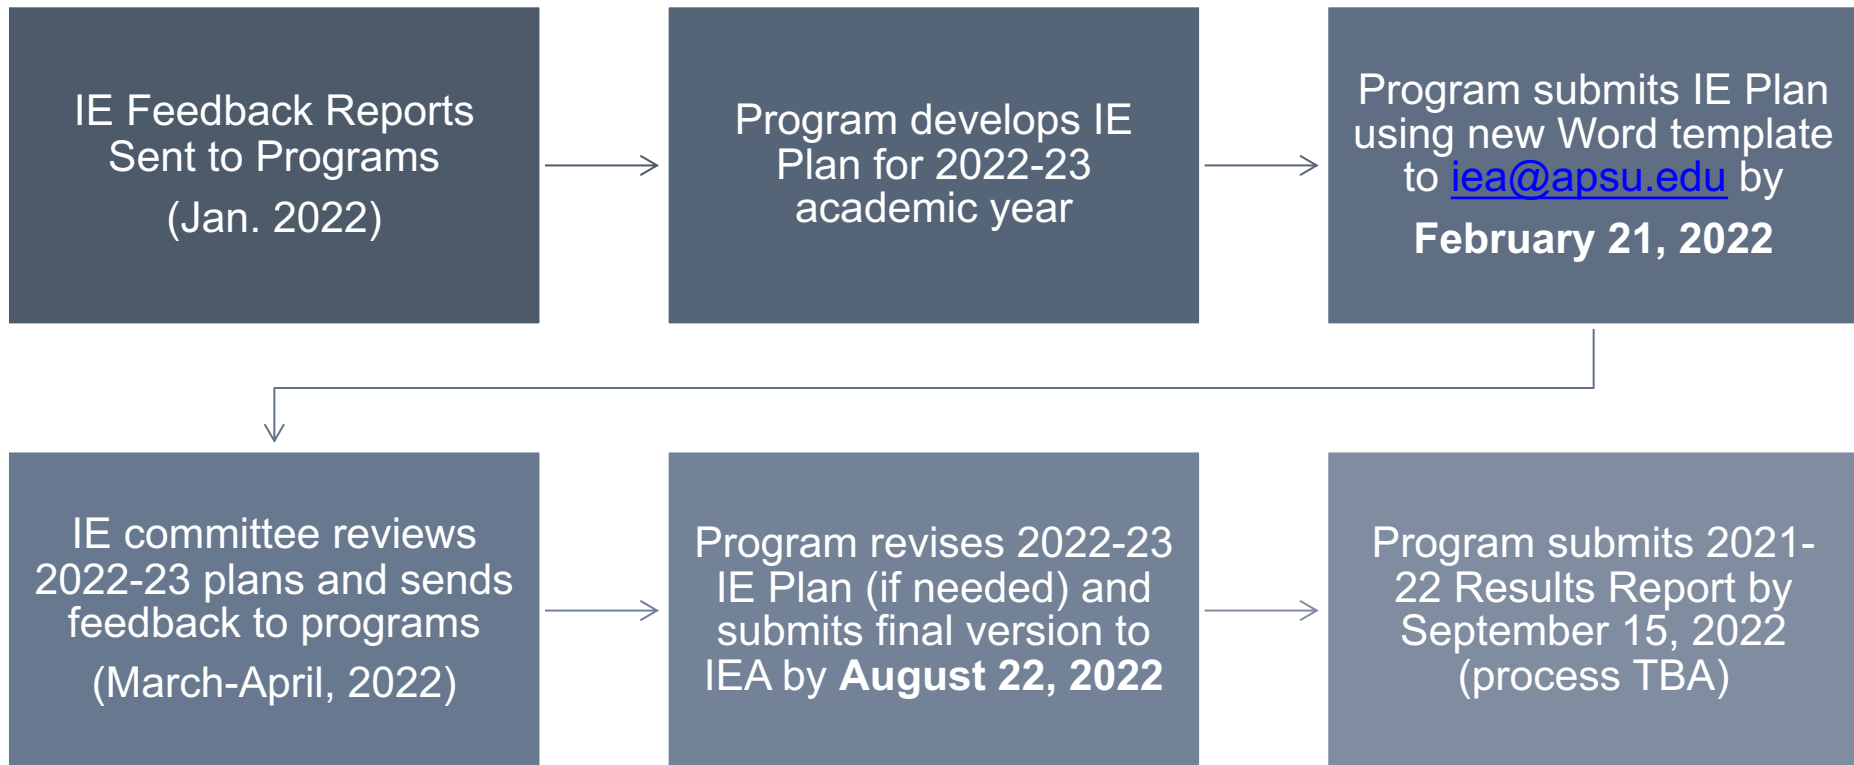 IE Feedback Reports
Sent to Programs
(Jan. 2022)
Program develops IE
Plan for 2022-23
academic year
Program submits IE Plan
using new Word template
to iea@apsu.edu by
February 21, 2022
IE committee reviews
2022-23 plans and sends
feedback to programs
(March-April, 2022)
Program revises 2022-23
IE Plan (if needed) and
submits final version to
IEA by August 22, 2022
Program submits 2021-
22 Results Report by
September 15, 2022
(process TBA)